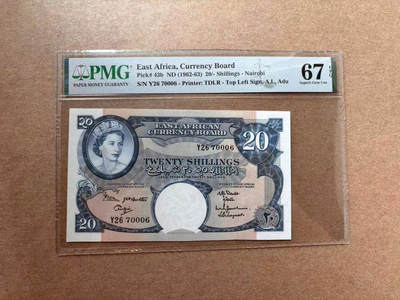 PMG
PAPER MONEY GUARANTY
East Africa, Currency Board
Pick# 43b ND (1962-63) 20/- Shillings - Nairobi
S/N Y26 70006 - Printer: TDLR - Top Left Sign. A.L. Adu
67
Superb Gem Unc
EPQ
20
EAST AFRICAN
CURRENCY BOARD
20
Y26 70006
TWENTY SHILLINGS
20
Y26 70006
٢٠